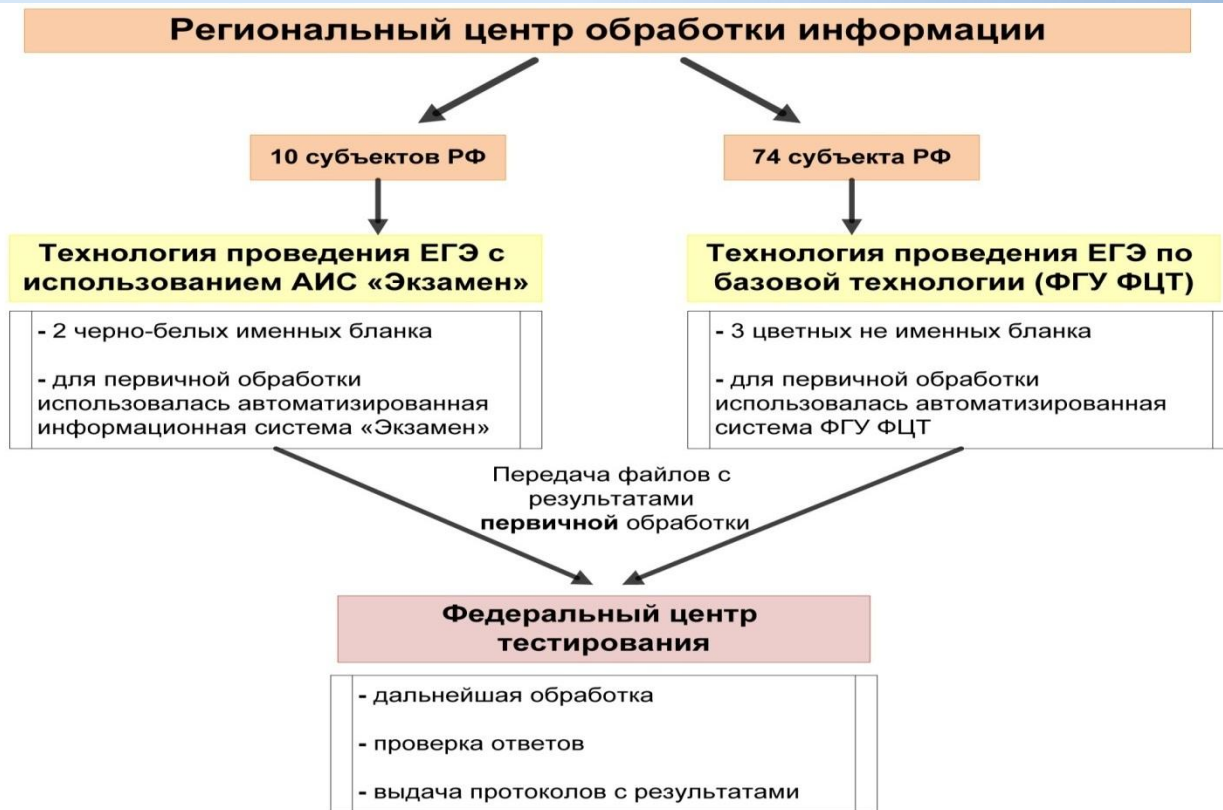 Региональный центр обработки информации
10 субъектов РФ
74 субъекта РФ
Технология проведения ЕГЭ с
использованием АИС «Экзамен»
- 2 черно-белых именных бланка
- для первичной обработки
использовалась автоматизированная
информационная система «Экзамен»
Технология проведения ЕГЭ по
базовой технологии (ФГУ ФЦТ)
- 3 цветных не именных бланка
- для первичной обработки
использовалась автоматизированная
система ФГУ ФЦТ
Передача файлов с
результатами
первичной обработки
Федеральный центр
тестирования
- дальнейшая обработка
- проверка ответов
- выдача протоколов с результатами